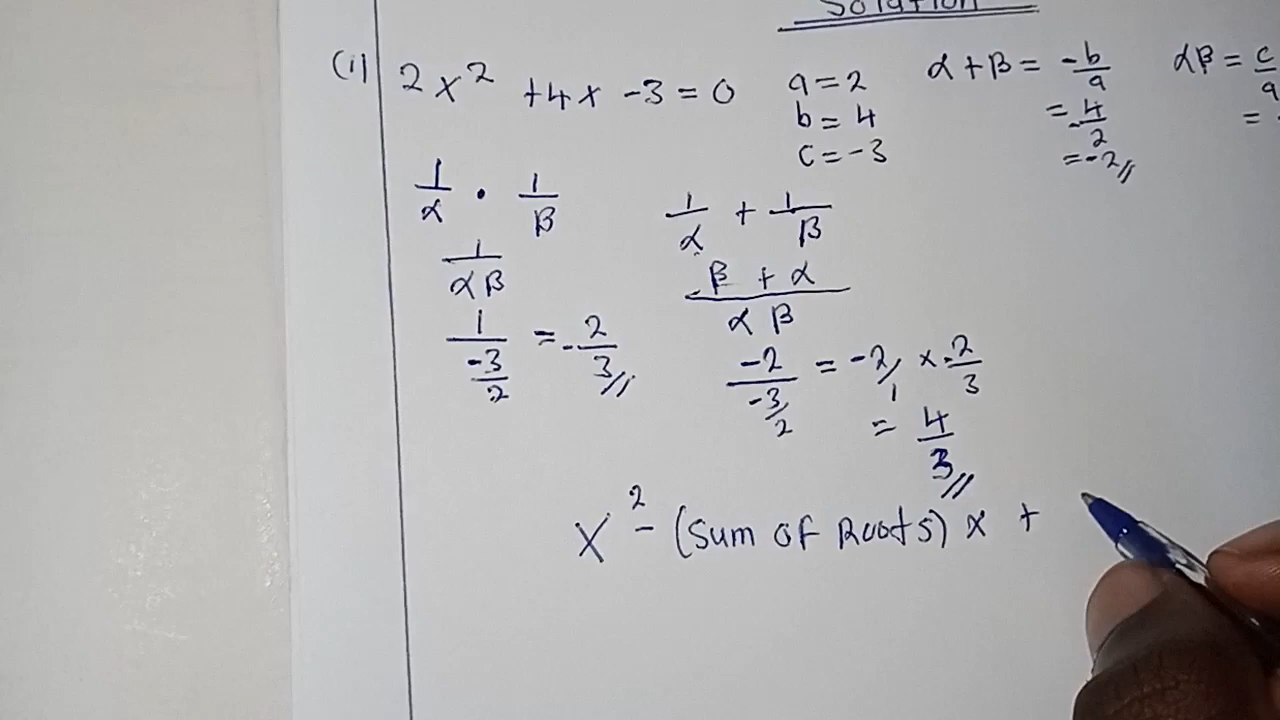 Solution
(i) 2x² + 4x - 3 = 0
a = 2
b = 4
c = -3
α + β = -b/a
= -4/2
= -2//
αβ = c/a
=
1/α · 1/β
1/αβ
1/(-3/2) = -2/3//
1/α + 1/β
(β + α)/αβ
-2/(-3/2) = -2/1 × -2/3
= 4/3//
x² - (Sum of Roots) x +